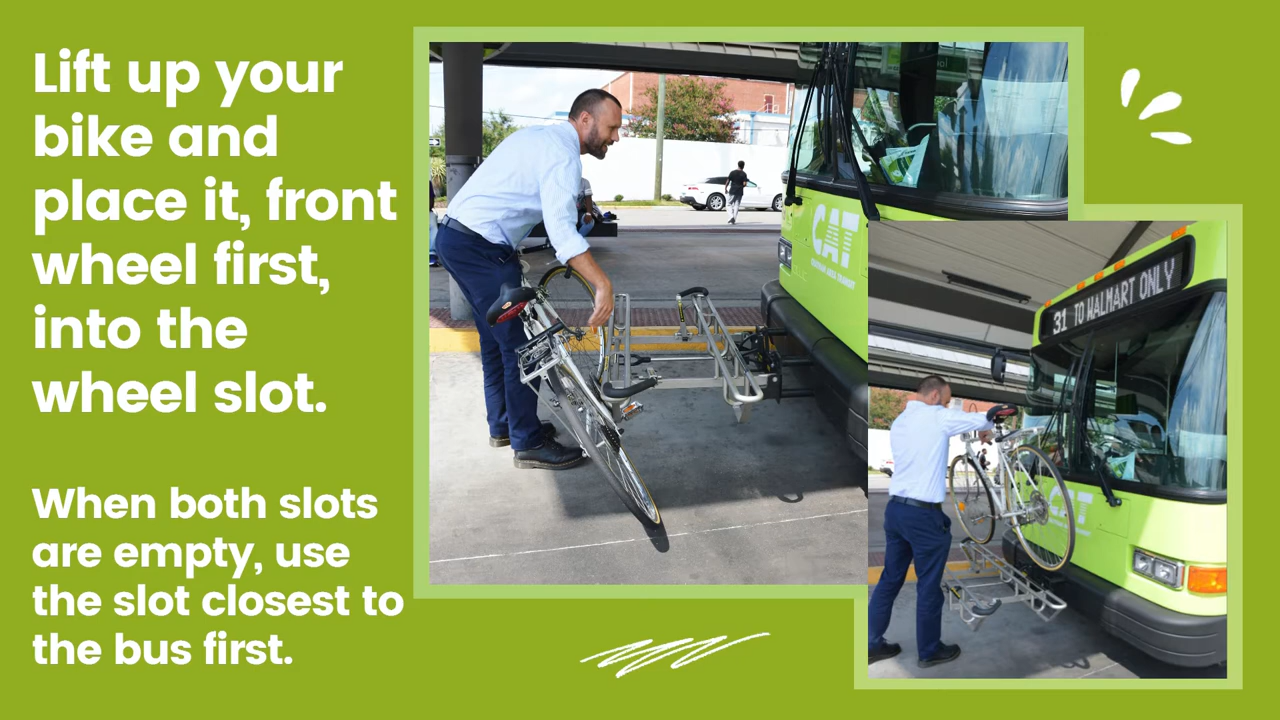 Lift up your
bike and
place it, front
wheel first,
into the
wheel slot.
When both slots
are empty, use
the slot closest to
the bus first.
CAT
31 TO WALMART ONLY